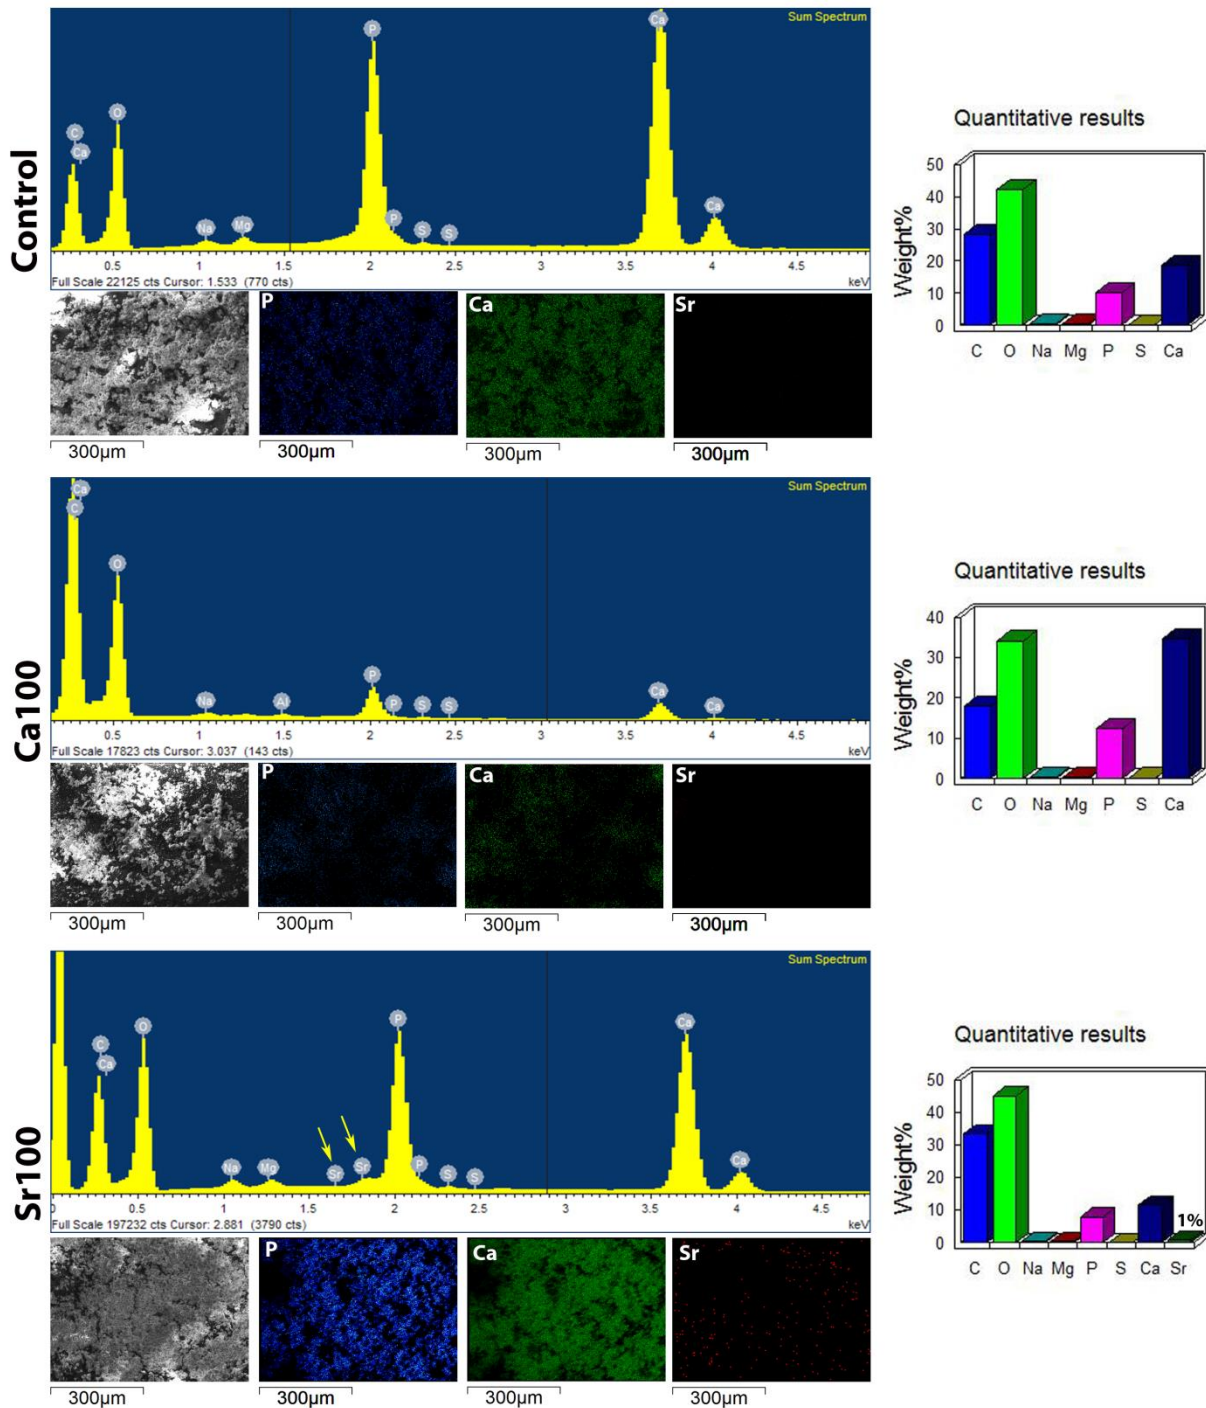 Control
Sum Spectrum
C
Ca
O
Na
Mg
P
P
S
S
Ca
Ca
0.5 1 1.5 2 2.5 3 3.5 4 4.5
Full Scale 22125 cts Cursor: 1.533 (770 cts) keV
Quantitative results
Weight%
50
40
30
20
10
0
C O Na Mg P S Ca
P Ca Sr
300µm 300µm 300µm 300µm
Ca100
Sum Spectrum
Ca
C
O
Na
Al
P
P
S
S
Ca
Ca
0.5 1 1.5 2 2.5 3 3.5 4 4.5
Full Scale 17823 cts Cursor: 3.037 (143 cts) keV
Quantitative results
Weight%
40
30
20
10
0
C O Na Mg P S Ca
P Ca Sr
300µm 300µm 300µm 300µm
Sr100
Sum Spectrum
C
Ca
O
Na
Mg
Sr
Sr
P
P
S
S
Ca
Ca
0 0.5 1 1.5 2 2.5 3 3.5 4 4.5
Full Scale 197232 cts Cursor: 2.881 (3790 cts) keV
Quantitative results
Weight%
50
40
30
20
10
0
1%
C O Na Mg P S Ca Sr
P Ca Sr
300µm 300µm 300µm 300µm